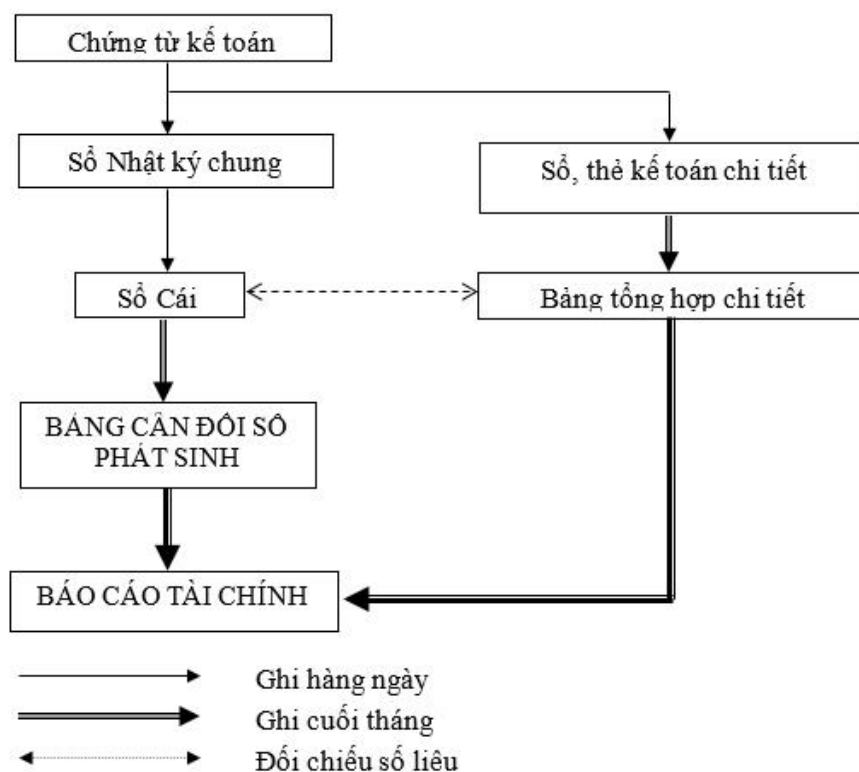 Chứng từ kế toán
Sổ Nhật ký chung
Sổ, thẻ kế toán chi tiết
Sổ Cái
Bảng tổng hợp chi tiết
BẢNG CÂN ĐỐI SỐ
PHÁT SINH
BÁO CÁO TÀI CHÍNH
Ghi hàng ngày
Ghi cuối tháng
Đối chiếu số liệu